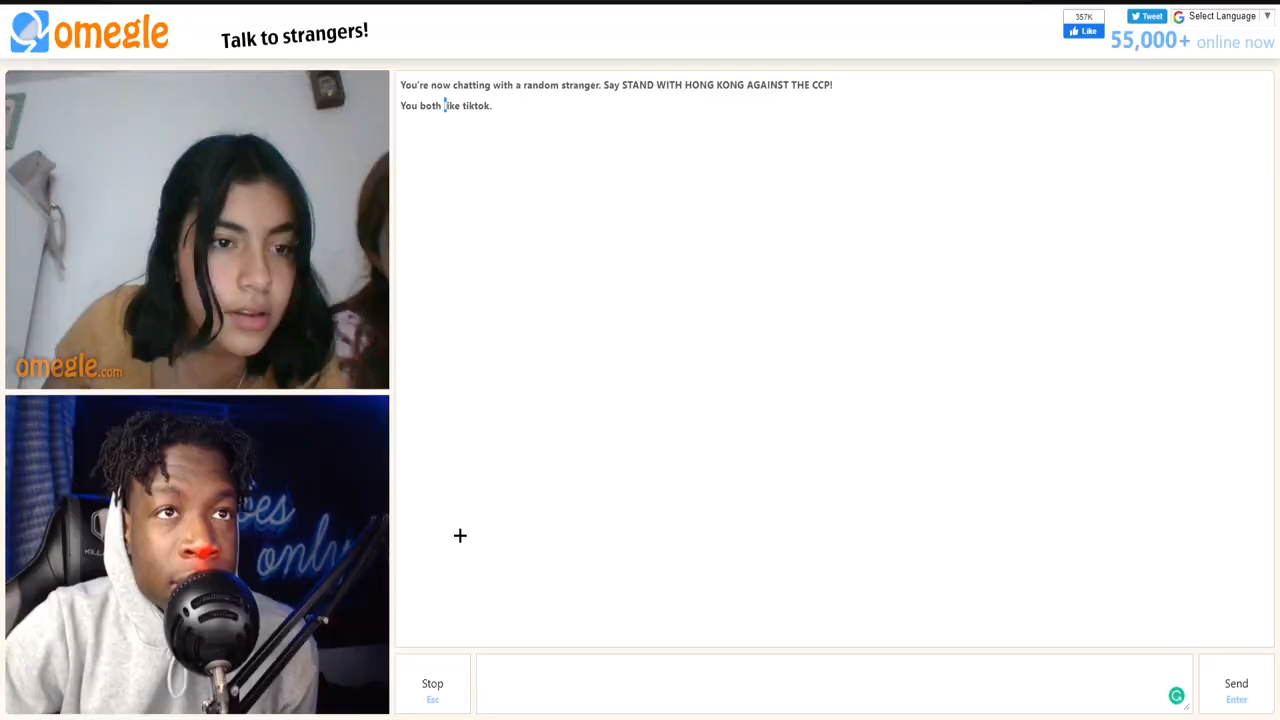 omegle
Talk to strangers!
357K
Like
Tweet
Select Language
55,000+ online now
You're now chatting with a random stranger. Say STAND WITH HONG KONG AGAINST THE CCP!
You both like tiktok.
omegle.com
only
Stop
Esc
Send
Enter